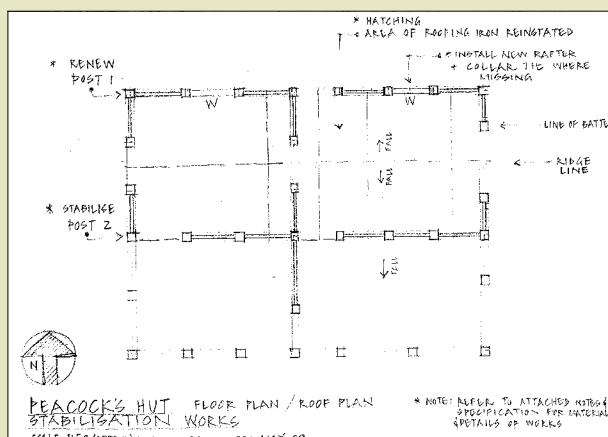 * HATCHING
AREA OF ROOFING IRON REINSTATED
* INSTALL NEW RAFTER
+ COLLAR TIE WHERE
MISSING
* RENEW
POST 1
W
W
LINE OF BATTE
FALL
RIDGE
LINE
FALL
* STABILISE
POST 2
FALL
N
PEACOCK'S HUT FLOOR PLAN / ROOF PLAN
STABILISATION WORKS
* NOTE: REFER TO ATTACHED NOTES &
SPECIFICATION FOR MATERIAL
& DETAILS OF WORKS